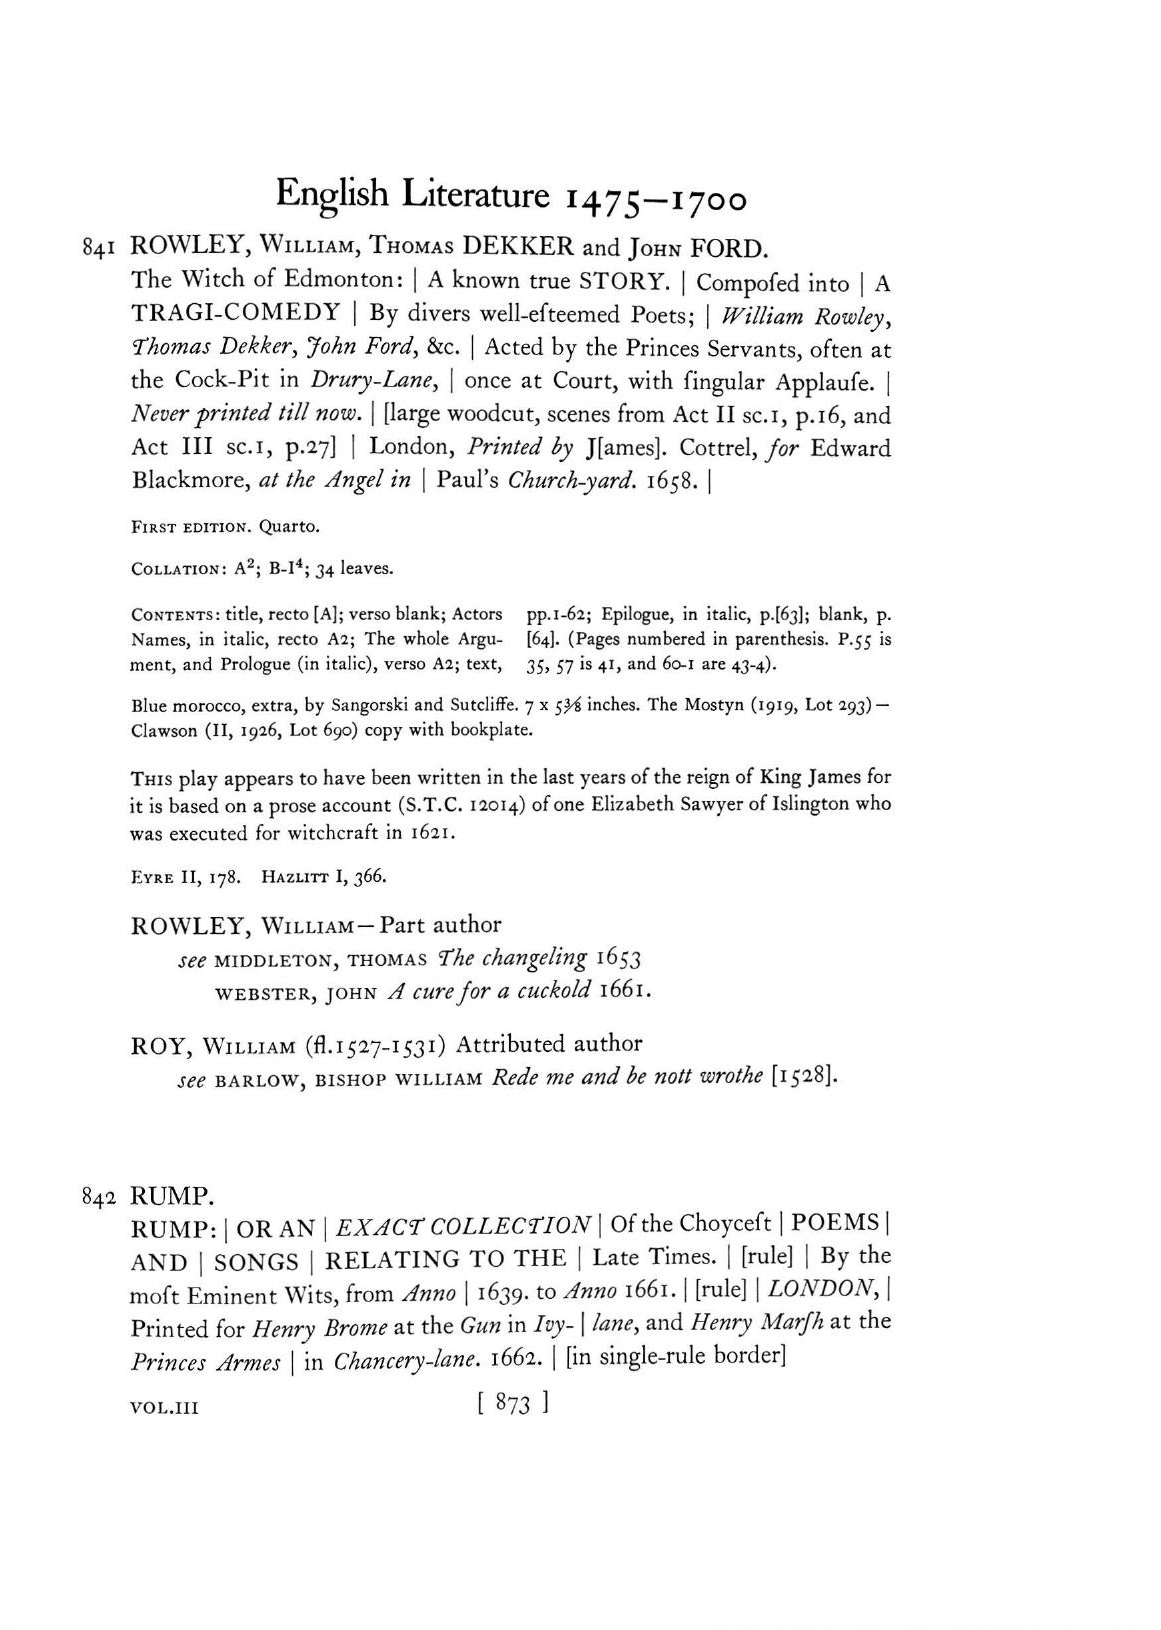 English Literature 1475—1700
841 ROWLEY, William, Thomas DEKKER and John FORD.
The Witch of Edmonton: | A known true STORY. | Compoſed into | A
TRAGI-COMEDY | By divers well-eſteemed Poets; | William Rowley,
Thomas Dekker, John Ford, &c. | Acted by the Princes Servants, often at
the Cock-Pit in Drury-Lane, | once at Court, with ſingular Applauſe. |
Never printed till now. | [large woodcut, scenes from Act II sc.1, p.16, and
Act III sc.1, p.27] | London, Printed by J[ames]. Cottrel, for Edward
Blackmore, at the Angel in | Paul's Church-yard. 1658. |
First edition. Quarto.
Collation: A²; B-I⁴; 34 leaves.
Contents: title, recto [A]; verso blank; Actors
Names, in italic, recto A2; The whole Argu-
ment, and Prologue (in italic), verso A2; text,
pp.1-62; Epilogue, in italic, p.[63]; blank, p.
[64]. (Pages numbered in parenthesis. P.55 is
35, 57 is 41, and 60-1 are 43-4).
Blue morocco, extra, by Sangorski and Sutcliffe. 7 x 5⅜ inches. The Mostyn (1919, Lot 293)—
Clawson (II, 1926, Lot 690) copy with bookplate.
This play appears to have been written in the last years of the reign of King James for
it is based on a prose account (S.T.C. 12014) of one Elizabeth Sawyer of Islington who
was executed for witchcraft in 1621.
Eyre II, 178. Hazlitt I, 366.
ROWLEY, William—Part author
see MIDDLETON, THOMAS The changeling 1653
WEBSTER, JOHN A cure for a cuckold 1661.
ROY, William (fl.1527-1531) Attributed author
see BARLOW, BISHOP WILLIAM Rede me and be nott wrothe [1528].
842 RUMP.
RUMP: | OR AN | EXACT COLLECTION | Of the Choyceſt | POEMS |
AND | SONGS | RELATING TO THE | Late Times. | [rule] | By the
moſt Eminent Wits, from Anno | 1639. to Anno 1661. | [rule] | LONDON, |
Printed for Henry Brome at the Gun in Ivy- | lane, and Henry Marſh at the
Princes Armes | in Chancery-lane. 1662. | [in single-rule border]
VOL.III [ 873 ]